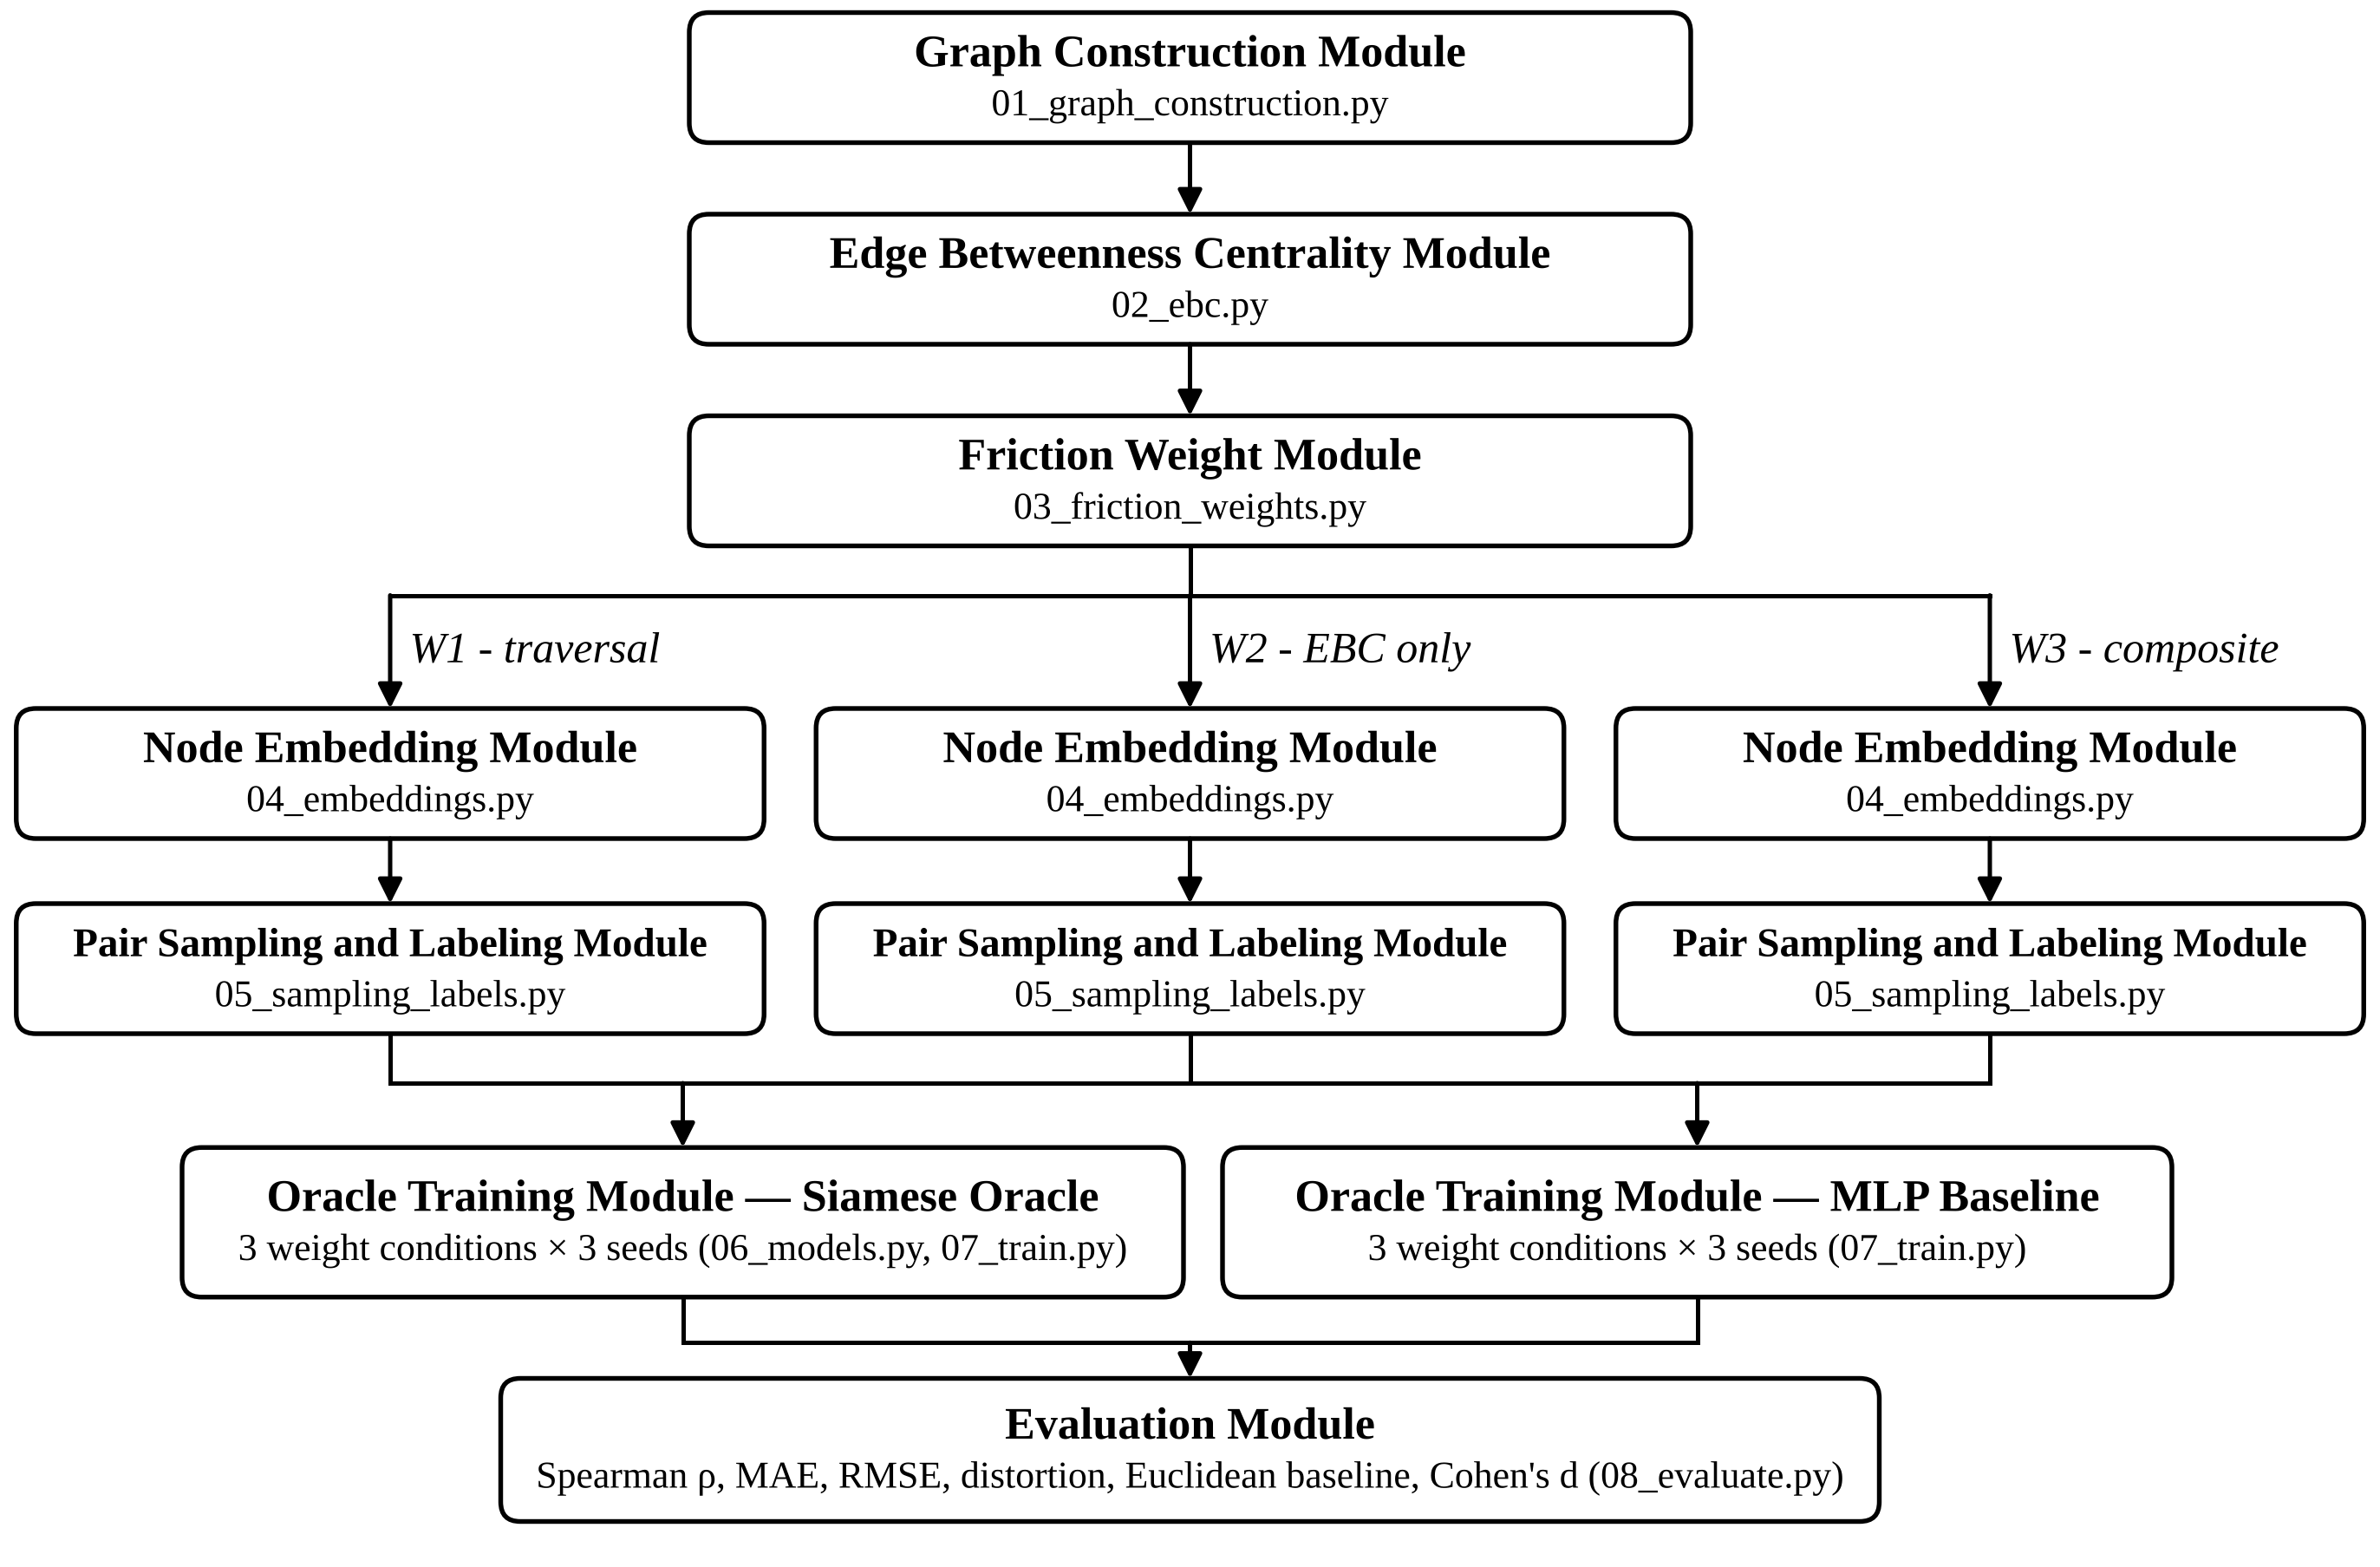 Graph Construction Module
01_graph_construction.py
Edge Betweenness Centrality Module
02_ebc.py
Friction Weight Module
03_friction_weights.py
W1 - traversal
W2 - EBC only
W3 - composite
Node Embedding Module
04_embeddings.py
Node Embedding Module
04_embeddings.py
Node Embedding Module
04_embeddings.py
Pair Sampling and Labeling Module
05_sampling_labels.py
Pair Sampling and Labeling Module
05_sampling_labels.py
Pair Sampling and Labeling Module
05_sampling_labels.py
Oracle Training Module — Siamese Oracle
3 weight conditions × 3 seeds (06_models.py, 07_train.py)
Oracle Training Module — MLP Baseline
3 weight conditions × 3 seeds (07_train.py)
Evaluation Module
Spearman ρ, MAE, RMSE, distortion, Euclidean baseline, Cohen's d (08_evaluate.py)